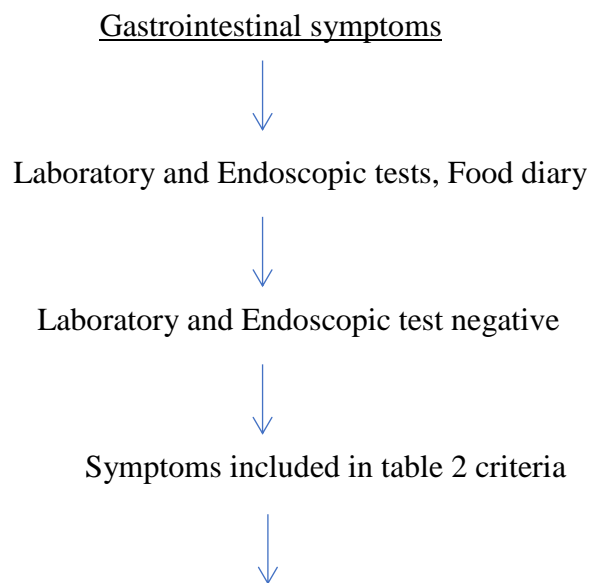 Gastrointestinal symptoms
Laboratory and Endoscopic tests, Food diary
Laboratory and Endoscopic test negative
Symptoms included in table 2 criteria